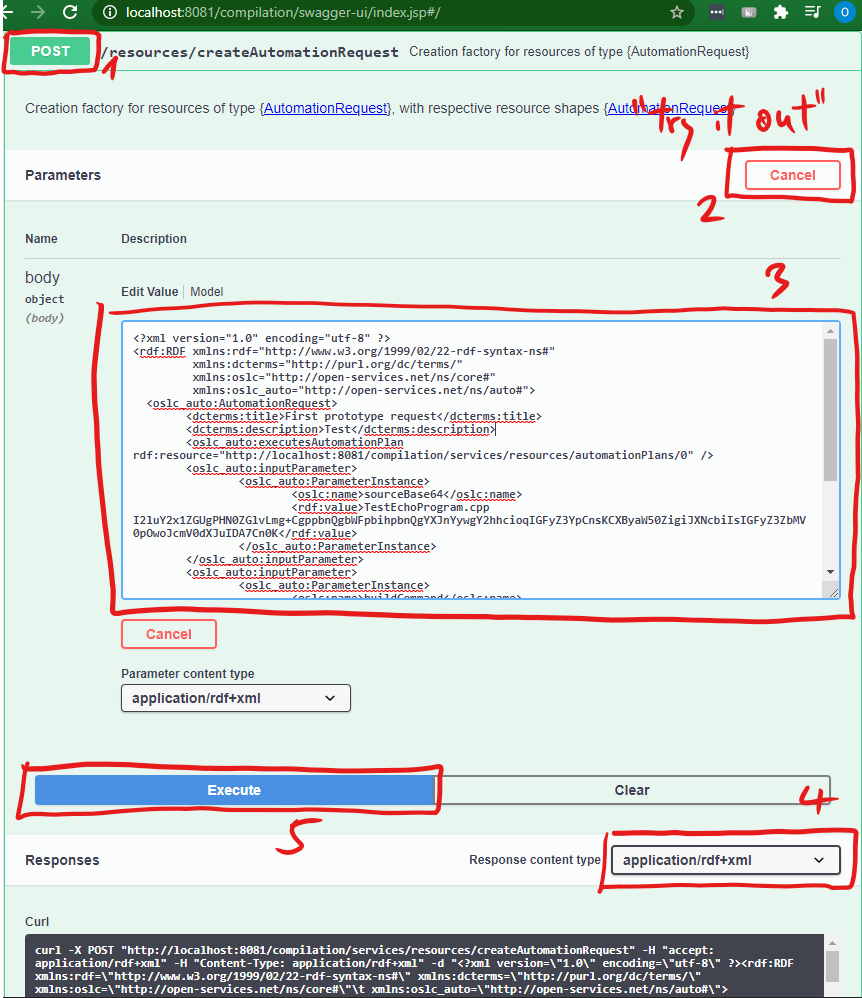 localhost:8081/compilation/swagger-ui/index.jsp#/
O
POST /resources/createAutomationRequest Creation factory for resources of type {AutomationRequest}
1
Creation factory for resources of type {AutomationRequest}, with respective resource shapes {AutomationRequest}
"try it out"
Parameters
Cancel
2
Name Description
3
body
object
(body)
Edit Value Model
<?xml version="1.0" encoding="utf-8" ?>
<rdf:RDF xmlns:rdf="http://www.w3.org/1999/02/22-rdf-syntax-ns#"
xmlns:dcterms="http://purl.org/dc/terms/"
xmlns:oslc="http://open-services.net/ns/core#"
xmlns:oslc_auto="http://open-services.net/ns/auto#">
<oslc_auto:AutomationRequest>
<dcterms:title>First prototype request</dcterms:title>
<dcterms:description>Test</dcterms:description>
<oslc_auto:executesAutomationPlan
rdf:resource="http://localhost:8081/compilation/services/resources/automationPlans/0" />
<oslc_auto:inputParameter>
<oslc_auto:ParameterInstance>
<oslc:name>sourceBase64</oslc:name>
<rdf:value>TestEchoProgram.cpp
I2luY2x1ZGUgPHN0ZGlvLmg+CgppbnQgbWFpbihpbnQgYXJnYywgY2hhcioqIGFyZ3YpCnsKCXByaW50ZigiJXNcbiIsIGFyZ3ZbMV
0pOwoJcmV0dXJuIDA7Cn0K</rdf:value>
</oslc_auto:ParameterInstance>
</oslc_auto:inputParameter>
<oslc_auto:inputParameter>
<oslc_auto:ParameterInstance>
<oslc:name>buildCommand</oslc:name>
Cancel
Parameter content type
application/rdf+xml
Execute
Clear
4
5
Responses
Response content type
application/rdf+xml
Curl
curl -X POST "http://localhost:8081/compilation/services/resources/createAutomationRequest" -H "accept:
application/rdf+xml" -H "Content-Type: application/rdf+xml" -d "<?xml version=\"1.0\" encoding=\"utf-8\" ?><rdf:RDF
xmlns:rdf=\"http://www.w3.org/1999/02/22-rdf-syntax-ns#\" xmlns:dcterms=\"http://purl.org/dc/terms/\"
xmlns:oslc=\"http://open-services.net/ns/core#\"\t xmlns:oslc_auto=\"http://open-services.net/ns/auto#\">